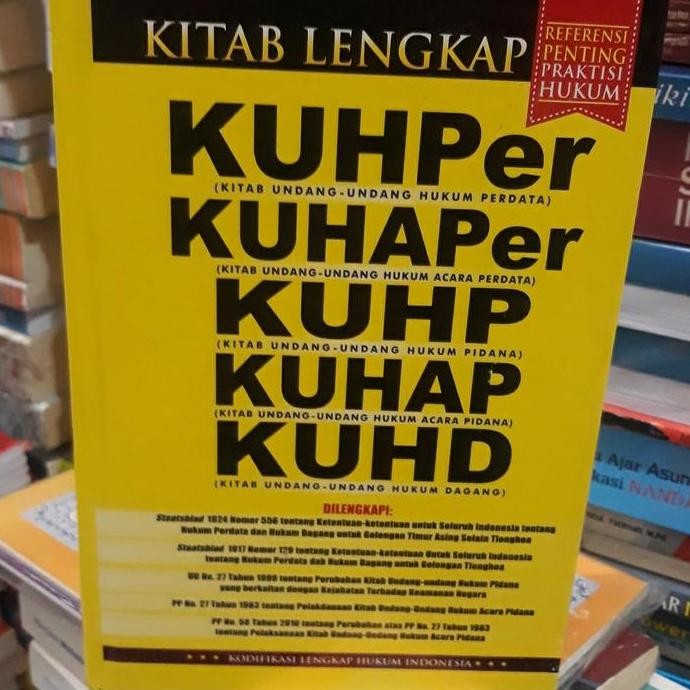 KITAB LENGKAP
REFERENSI
PENTING
PRAKTISI
HUKUM
KUHPer
(KITAB UNDANG-UNDANG HUKUM PERDATA)
KUHAPer
(KITAB UNDANG-UNDANG HUKUM ACARA PERDATA)
KUHP
(KITAB UNDANG-UNDANG HUKUM PIDANA)
KUHAP
(KITAB UNDANG-UNDANG HUKUM ACARA PIDANA)
KUHD
(KITAB UNDANG-UNDANG HUKUM DAGANG)
DILENGKAPI:
Staatsblad 1924 Nomor 556 tentang Ketentuan-ketentuan untuk Seluruh Indonesia tentang
Hukum Perdata dan Hukum Dagang untuk Golongan Timur Asing Selain Tionghoa
Staatsblad 1917 Nomor 129 tentang Ketentuan-ketentuan Untuk Seluruh Indonesia
tentang Hukum Perdata dah Hukum Dagang untuk Golongan Tionghoa
UU No. 27 Tahun 1999 tentang Perubahan Kitab Undang-undang Hukum Pidana
yang berkaitan dengan Kejahatan Terhadap Keamanan Negara
PP No. 27 Tahun 1983 tentang Pelaksanaan Kitab Undang-Undang Hukum Acara Pidana
PP No. 58 Tahun 2010 tentang Perubahan atas PP No. 27 Tahun 1983
tentang Pelaksanaan Kitab Undang-Undang Hukum Acara Pidana
KODIFIKASI LENGKAP HUKUM INDONESIA
Ajar Asun
kasi NANDA